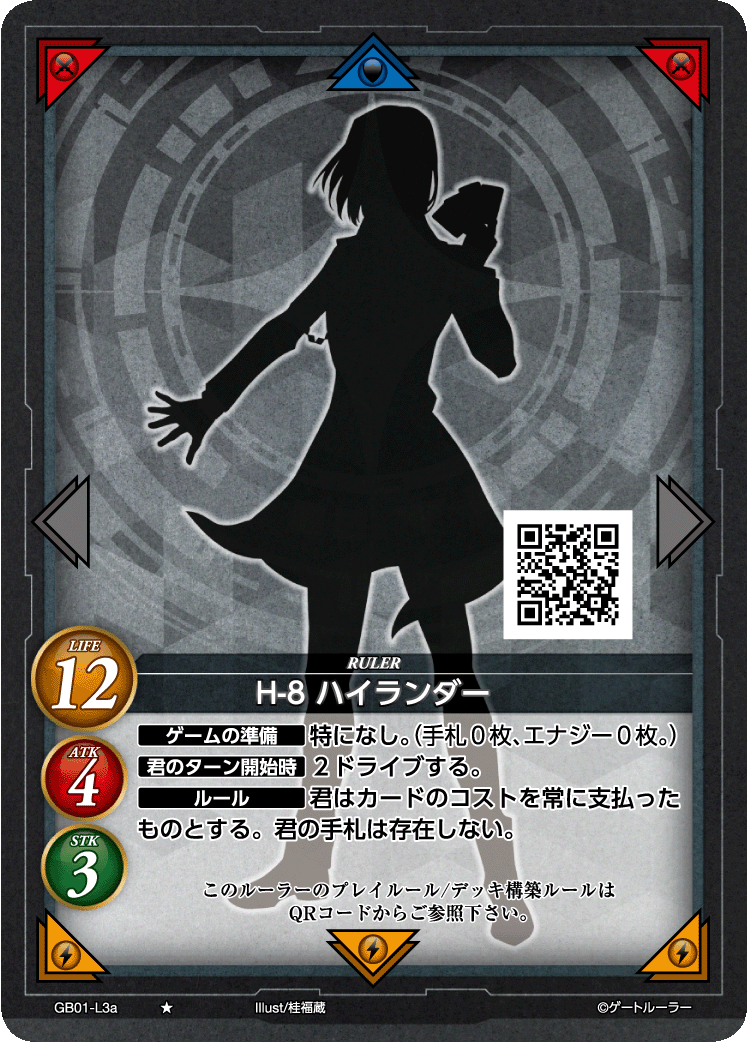 RULER
H-8 ハイランダー
LIFE
12
ゲームの準備 特になし。(手札0枚、エナジー0枚。)
ATK
4
君のターン開始時 2ドライブする。
ルール 君はカードのコストを常に支払った
ものとする。君の手札は存在しない。
STK
3
このルーラーのプレイルール/デッキ構築ルールは
QRコードからご参照下さい。
GB01-L3a ★ Illust/桂福蔵 ©ゲートルーラー